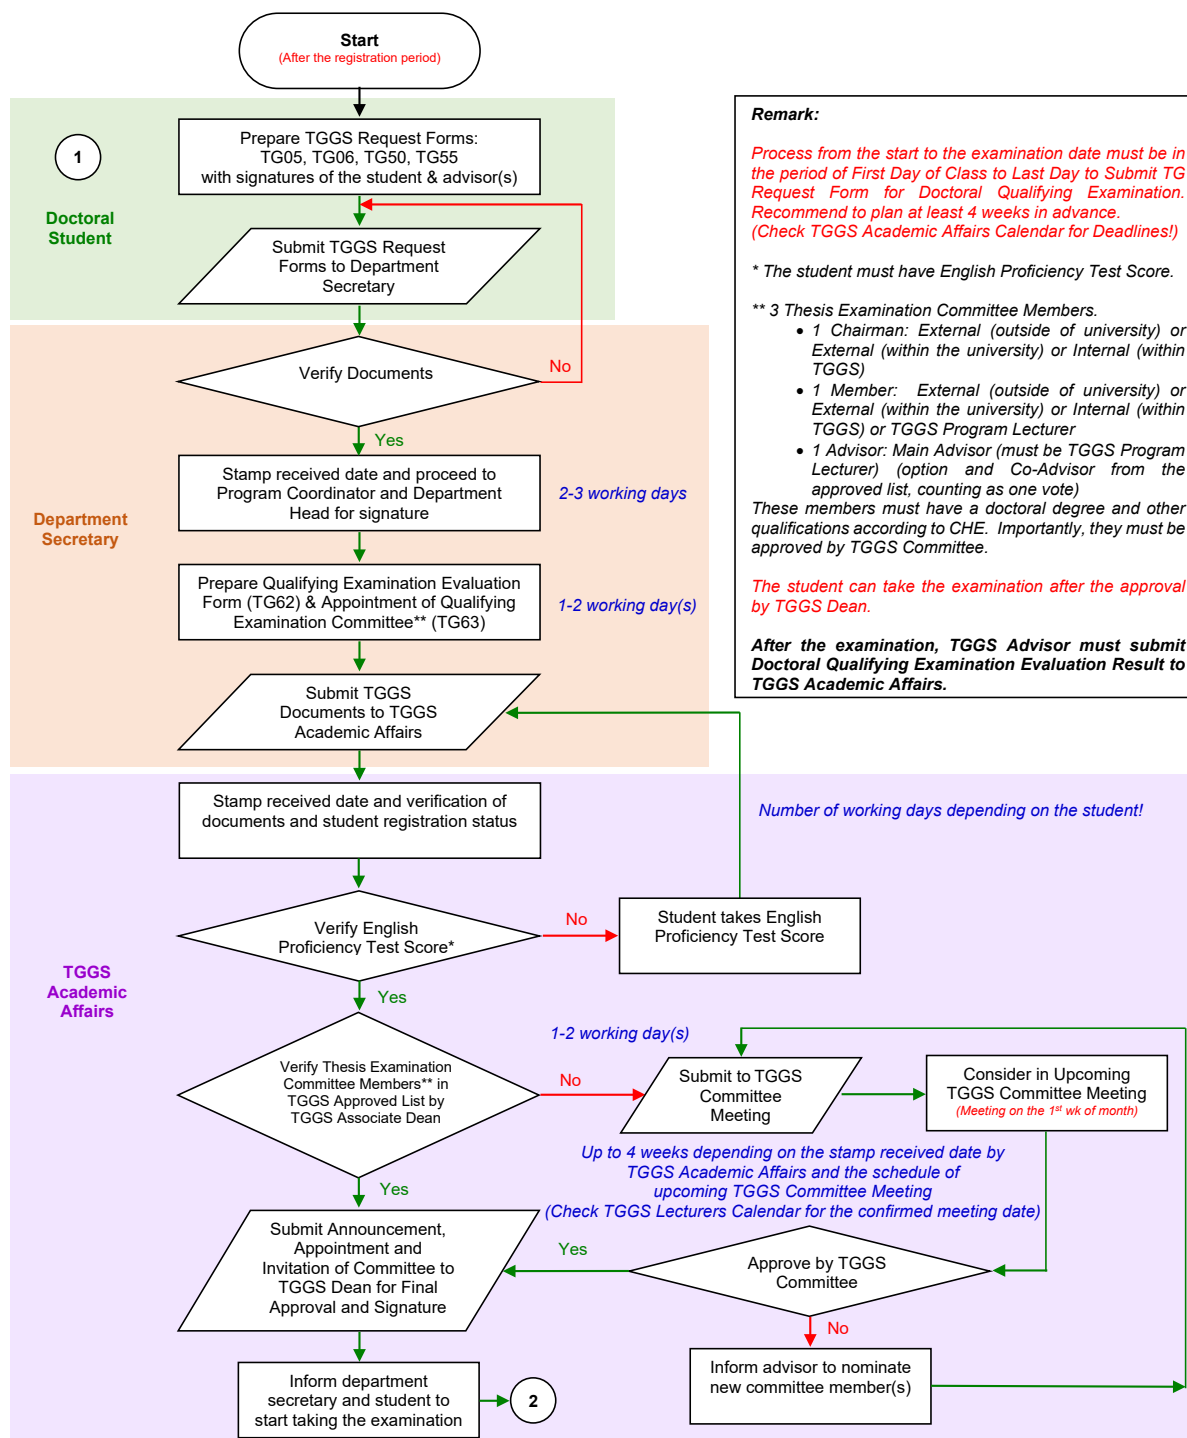 Start
(After the registration period)
1
Doctoral
Student
Prepare TGGS Request Forms:
TG05, TG06, TG50, TG55
with signatures of the student & advisor(s)
Submit TGGS Request
Forms to Department
Secretary
Remark:
Process from the start to the examination date must be in
the period of First Day of Class to Last Day to Submit TG
Request Form for Doctoral Qualifying Examination.
Recommend to plan at least 4 weeks in advance.
(Check TGGS Academic Affairs Calendar for Deadlines!)
* The student must have English Proficiency Test Score.
** 3 Thesis Examination Committee Members.
• 1 Chairman: External (outside of university) or
External (within the university) or Internal (within
TGGS)
• 1 Member: External (outside of university) or
External (within the university) or Internal (within
TGGS) or TGGS Program Lecturer
• 1 Advisor: Main Advisor (must be TGGS Program
Lecturer) (option and Co-Advisor from the
approved list, counting as one vote)
These members must have a doctoral degree and other
qualifications according to CHE. Importantly, they must be
approved by TGGS Committee.
The student can take the examination after the approval
by TGGS Dean.
After the examination, TGGS Advisor must submit
Doctoral Qualifying Examination Evaluation Result to
TGGS Academic Affairs.
Department
Secretary
Verify Documents
No
Yes
Stamp received date and proceed to
Program Coordinator and Department
Head for signature
2-3 working days
Prepare Qualifying Examination Evaluation
Form (TG62) & Appointment of Qualifying
Examination Committee** (TG63)
1-2 working day(s)
Submit TGGS
Documents to TGGS
Academic Affairs
TGGS
Academic
Affairs
Stamp received date and verification of
documents and student registration status
Number of working days depending on the student!
Verify English
Proficiency Test Score*
No
Student takes English
Proficiency Test Score
Yes
Verify Thesis Examination
Committee Members** in
TGGS Approved List by
TGGS Associate Dean
1-2 working day(s)
No
Submit to TGGS
Committee
Meeting
Consider in Upcoming
TGGS Committee Meeting
(Meeting on the 1st wk of month)
Up to 4 weeks depending on the stamp received date by
TGGS Academic Affairs and the schedule of
upcoming TGGS Committee Meeting
(Check TGGS Lecturers Calendar for the confirmed meeting date)
Yes
Submit Announcement,
Appointment and
Invitation of Committee to
TGGS Dean for Final
Approval and Signature
Yes
Approve by TGGS
Committee
No
Inform advisor to nominate
new committee member(s)
Inform department
secretary and student to
start taking the examination
2